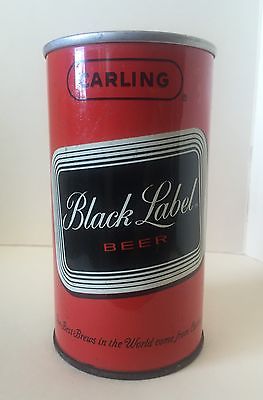 CARLING
®
Black Label
BEER
Best Brews in the World come from